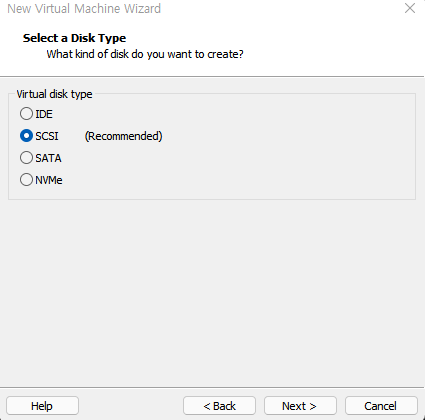 New Virtual Machine Wizard
Select a Disk Type
What kind of disk do you want to create?
Virtual disk type
IDE
SCSI (Recommended)
SATA
NVMe
Help < Back Next > Cancel